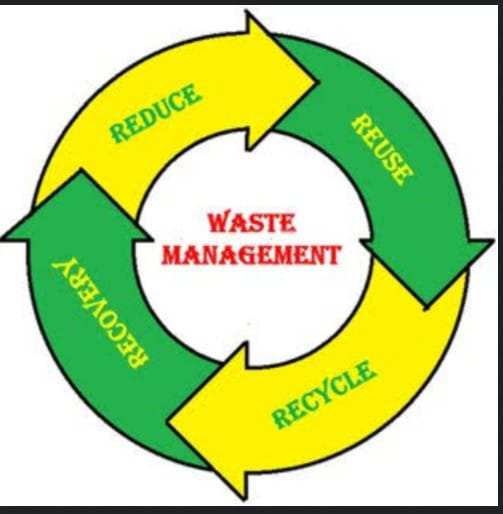 REDUCE
REUSE
WASTE
MANAGEMENT
RECYCLE
RECOVERY